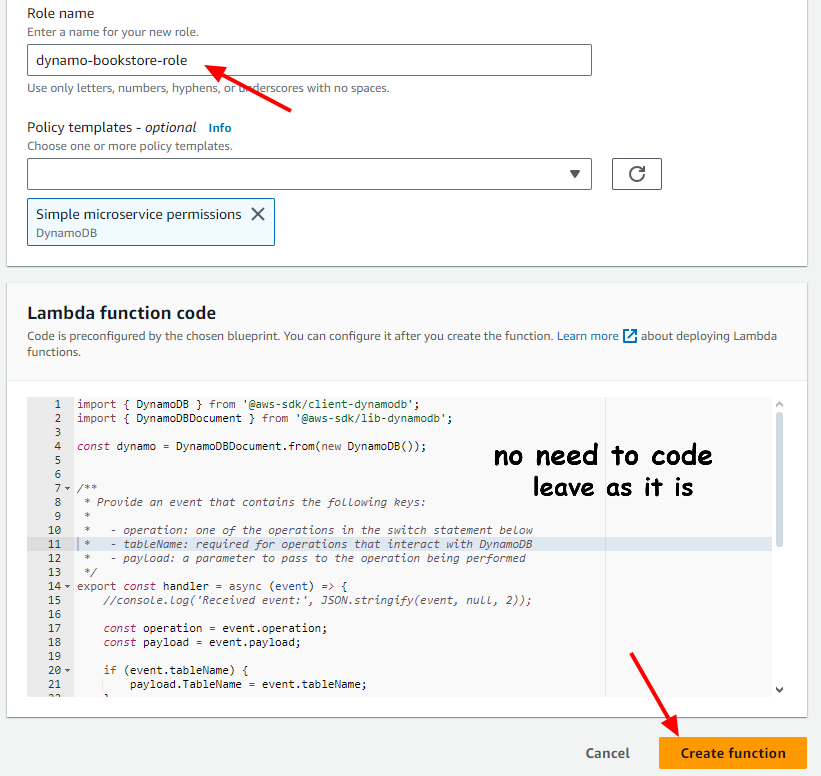 Role name
Enter a name for your new role.
dynamo-bookstore-role
Use only letters, numbers, hyphens, or underscores with no spaces.
Policy templates - optional Info
Choose one or more policy templates.
Simple microservice permissions
DynamoDB
Lambda function code
Code is preconfigured by the chosen blueprint. You can configure it after you create the function. Learn more about deploying Lambda
functions.
1 import { DynamoDB } from '@aws-sdk/client-dynamodb';
2 import { DynamoDBDocument } from '@aws-sdk/lib-dynamodb';
3
4 const dynamo = DynamoDBDocument.from(new DynamoDB());
5
6
7 /**
8 * Provide an event that contains the following keys:
9 *
10 * - operation: one of the operations in the switch statement below
11 * - tableName: required for operations that interact with DynamoDB
12 * - payload: a parameter to pass to the operation being performed
13 */
14 export const handler = async (event) => {
15 //console.log('Received event:', JSON.stringify(event, null, 2));
16
17 const operation = event.operation;
18 const payload = event.payload;
19
20 if (event.tableName) {
21 payload.TableName = event.tableName;
no need to code
leave as it is
Cancel
Create function